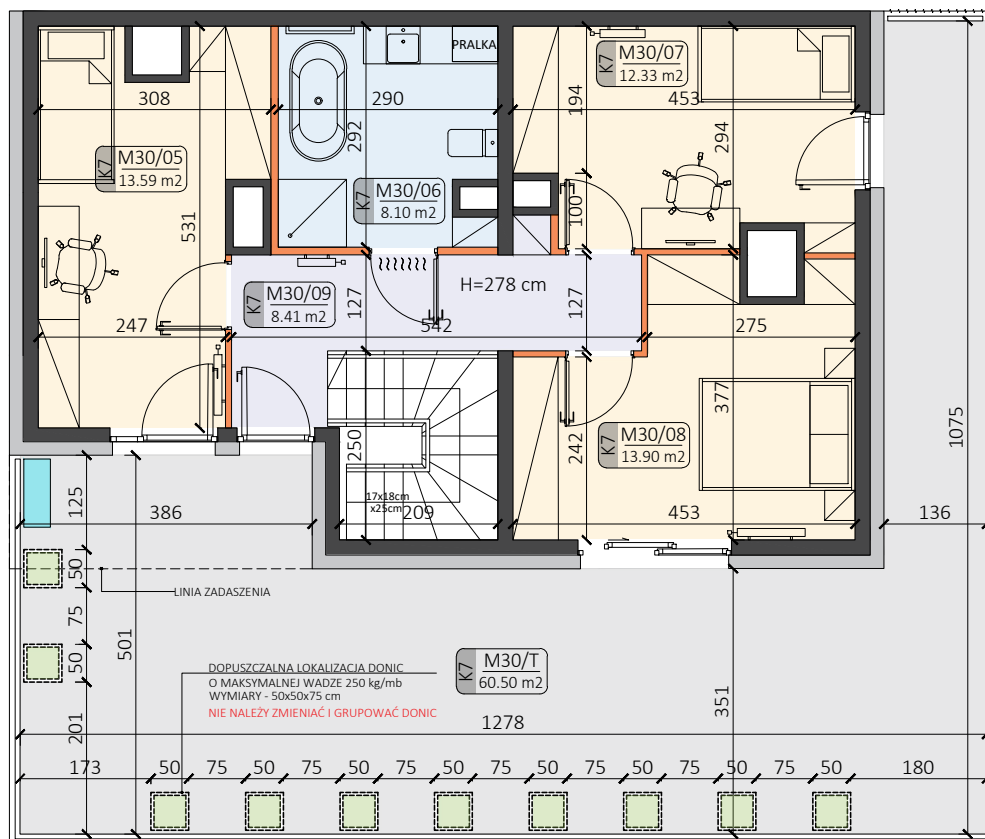 PRALKA
K7 M30/07
12.33 m2
308
290
453
194
294
292
K7 M30/05
13.59 m2
K7 M30/06
8.10 m2
531
100
K7 M30/09
8.41 m2
H=278 cm
127
127
247
542
275
377
1075
K7 M30/08
13.90 m2
250
242
17x18cm
x25cm
209
453
136
125
386
50
LINIA ZADASZENIA
75
50
501
DOPUSZCZALNA LOKALIZACJA DONIC
O MAKSYMALNEJ WADZE 250 kg/mb
WYMIARY - 50x50x75 cm
NIE NALEŻY ZMIENIAĆ I GRUPOWAĆ DONIC
K7 M30/T
60.50 m2
351
201
1278
173 50 75 50 75 50 75 50 75 50 75 50 75 50 75 50 180